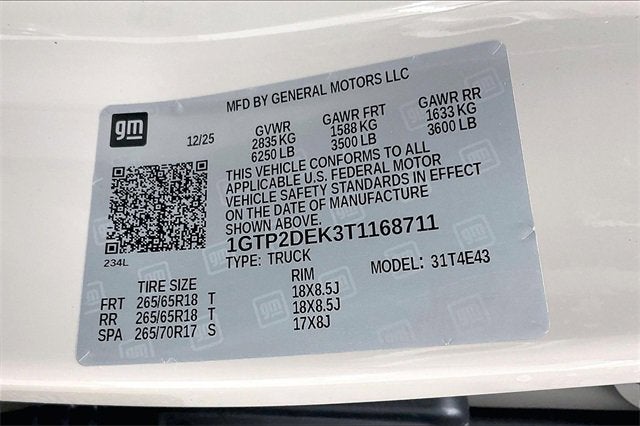 MFD BY GENERAL MOTORS LLC
gm
12/25
GVWR GAWR FRT GAWR RR
2835 KG 1588 KG 1633 KG
6250 LB 3500 LB 3600 LB
THIS VEHICLE CONFORMS TO ALL
APPLICABLE U.S. FEDERAL MOTOR
VEHICLE SAFETY STANDARDS IN EFFECT
ON THE DATE OF MANUFACTURE
SHOWN ABOVE.
1GTP2DEK3T1168711
234L
TYPE: TRUCK MODEL: 31T4E43
TIRE SIZE RIM
FRT 265/65R18 T 18X8.5J
RR 265/65R18 T 18X8.5J
SPA 265/70R17 S 17X8J